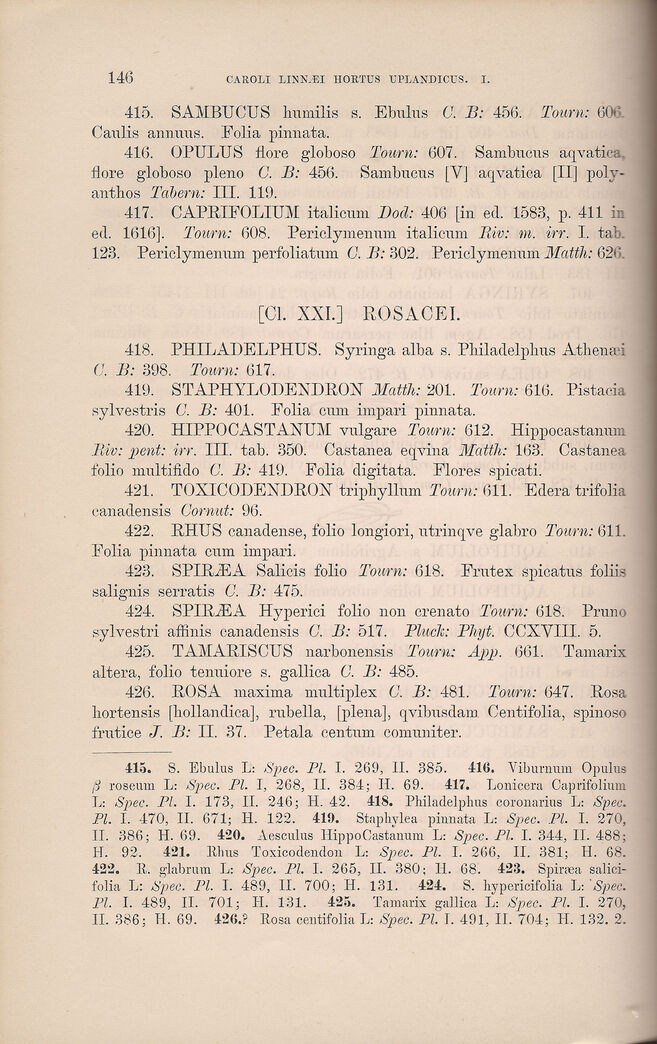 146 CAROLI LINNÆI HORTUS UPLANDICUS. I.
415. SAMBUCUS humilis s. Ebulus C. B: 456. Tourn: 606.
Caulis annuus. Folia pinnata.
416. OPULUS flore globoso Tourn: 607. Sambucus aqvatica,
flore globoso pleno C. B: 456. Sambucus [V] aqvatica [II] poly-
anthos Tabern: III. 119.
417. CAPRIFOLIUM italicum Dod: 406 [in ed. 1583, p. 411 in
ed. 1616]. Tourn: 608. Periclymenum italicum Riv: m. irr. I. tab.
123. Periclymenum perfoliatum C. B: 302. Periclymenum Matth: 626.
[Cl. XXI.] ROSACEI.
418. PHILADELPHUS. Syringa alba s. Philadelphus Athenæi
C. B: 398. Tourn: 617.
419. STAPHYLODENDRON Matth: 201. Tourn: 616. Pistacia
sylvestris C. B: 401. Folia cum impari pinnata.
420. HIPPOCASTANUM vulgare Tourn: 612. Hippocastanum
Riv: pent: irr. III. tab. 350. Castanea eqvina Matth: 163. Castanea
folio multifido C. B: 419. Folia digitata. Flores spicati.
421. TOXICODENDRON triphyllum Tourn: 611. Edera trifolia
canadensis Cornut: 96.
422. RHUS canadense, folio longiori, utrinqve glabro Tourn: 611.
Folia pinnata cum impari.
423. SPIRÆA Salicis folio Tourn: 618. Frutex spicatus foliis
salignis serratis C. B: 475.
424. SPIRÆA Hyperici folio non crenato Tourn: 618. Pruno
sylvestri affinis canadensis C. B: 517. Pluck: Phyt. CCXVIII. 5.
425. TAMARISCUS narbonensis Tourn: App. 661. Tamarix
altera, folio tenuiore s. gallica C. B: 485.
426. ROSA maxima multiplex C. B: 481. Tourn: 647. Rosa
hortensis [hollandica], rubella, [plena], qvibusdam Centifolia, spinoso
frutice J. B: II. 37. Petala centum comuniter.
415. S. Ebulus L: Spec. Pl. I. 269, II. 385. 416. Viburnum Opulus
β roseum L: Spec. Pl. I, 268, II. 384; H. 69. 417. Lonicera Caprifolium
L: Spec. Pl. I. 173, II. 246; H. 42. 418. Philadelphus coronarius L: Spec.
Pl. I. 470, II. 671; H. 122. 419. Staphylea pinnata L: Spec. Pl. I. 270,
II. 386; H. 69. 420. Aesculus HippoCastanum L: Spec. Pl. I. 344, II. 488;
H. 92. 421. Rhus Toxicodendon L: Spec. Pl. I. 266, II. 381; H. 68.
422. R. glabrum L: Spec. Pl. I. 265, II. 380; H. 68. 423. Spiræa salici-
folia L: Spec. Pl. I. 489, II. 700; H. 131. 424. S. hypericifolia L: Spec.
Pl. I. 489, II. 701; H. 131. 425. Tamarix gallica L: Spec. Pl. I. 270,
II. 386; H. 69. 426.? Rosa centifolia L: Spec. Pl. I. 491, II. 704; H. 132. 2.